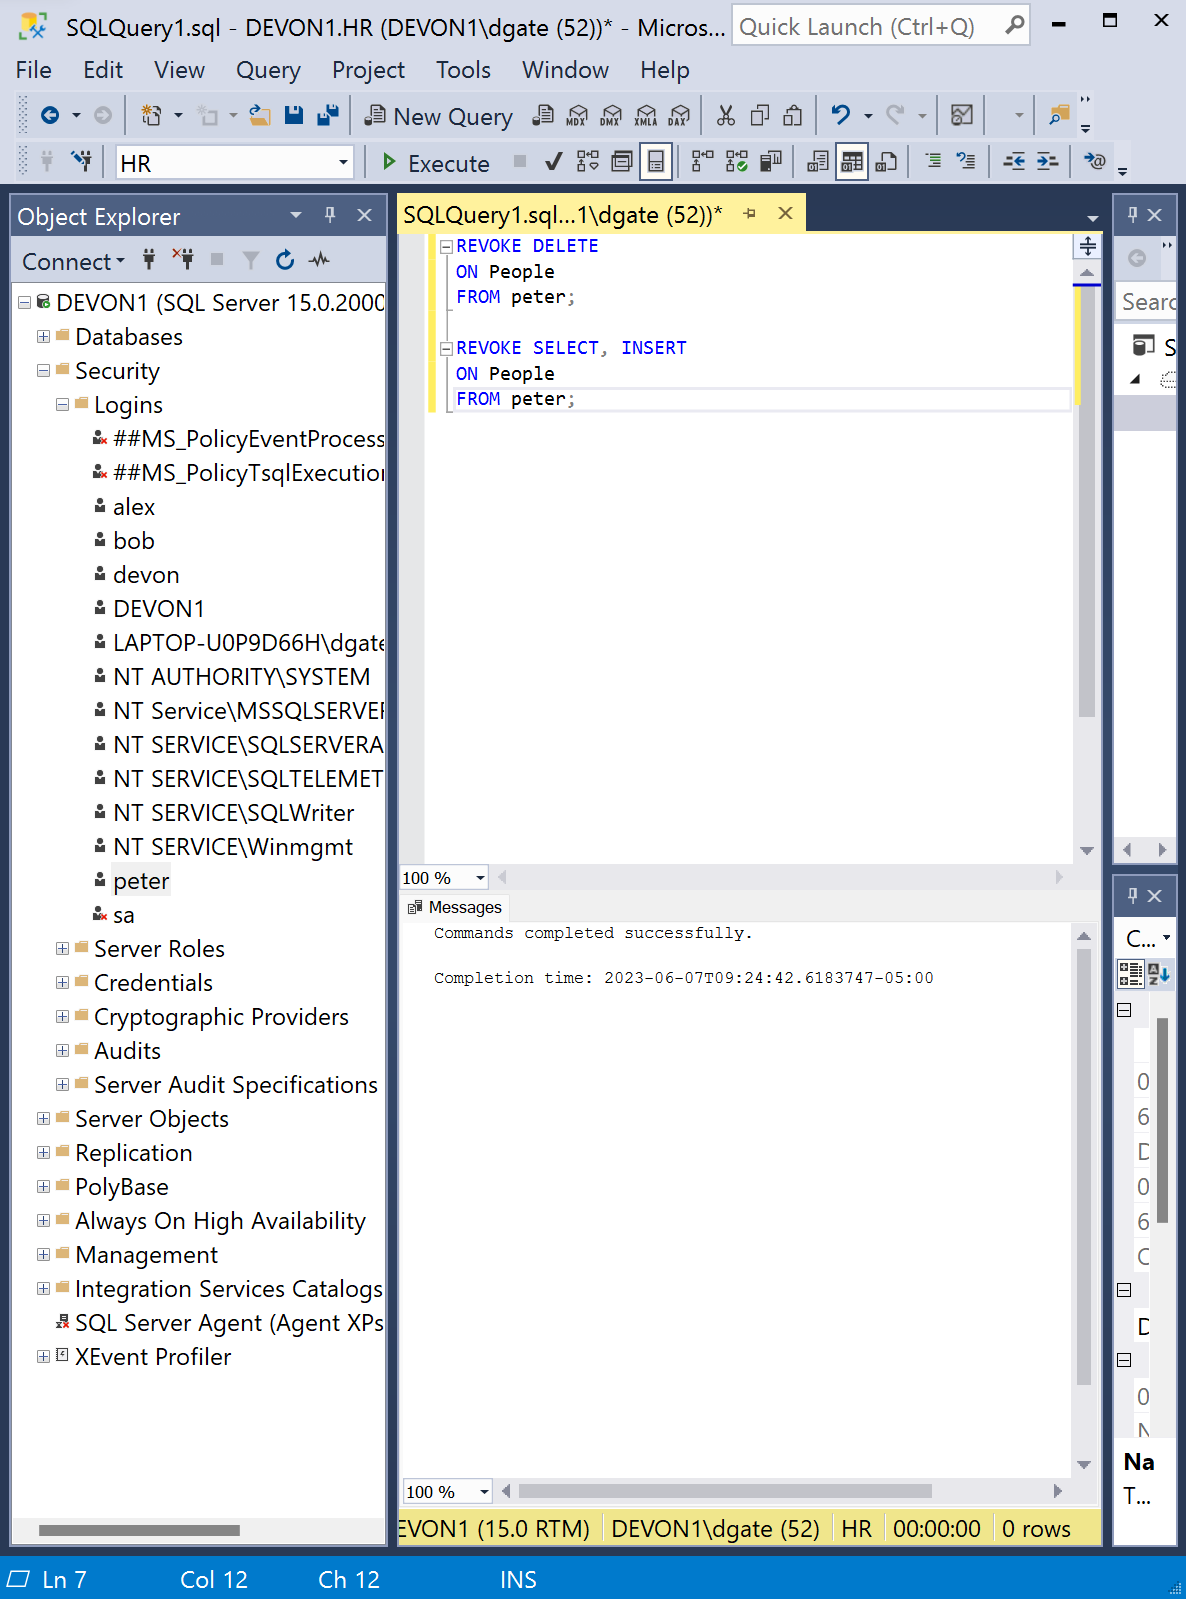 SQLQuery1.sql - DEVON1.HR (DEVON1\dgate (52))* - Micros...
Quick Launch (Ctrl+Q)
File Edit View Query Project Tools Window Help
New Query MDX DMX XMLA DAX
HR Execute
Object Explorer
Connect
DEVON1 (SQL Server 15.0.2000
Databases
Security
Logins
##MS_PolicyEventProcess
##MS_PolicyTsqlExecution
alex
bob
devon
DEVON1
LAPTOP-U0P9D66H\dgate
NT AUTHORITY\SYSTEM
NT Service\MSSQLSERVER
NT SERVICE\SQLSERVERA
NT SERVICE\SQLTELEMET
NT SERVICE\SQLWriter
NT SERVICE\Winmgmt
peter
sa
Server Roles
Credentials
Cryptographic Providers
Audits
Server Audit Specifications
Server Objects
Replication
PolyBase
Always On High Availability
Management
Integration Services Catalogs
SQL Server Agent (Agent XPs
XEvent Profiler
SQLQuery1.sql...1\dgate (52))*
REVOKE DELETE
ON People
FROM peter;
REVOKE SELECT, INSERT
ON People
FROM peter;
100 %
Messages
Commands completed successfully.
Completion time: 2023-06-07T09:24:42.6183747-05:00
100 %
EVON1 (15.0 RTM) DEVON1\dgate (52) HR 00:00:00 0 rows
Searc
S
C...
0
6
D
0
6
C
D
0
N
Na
T...
Ln 7 Col 12 Ch 12 INS